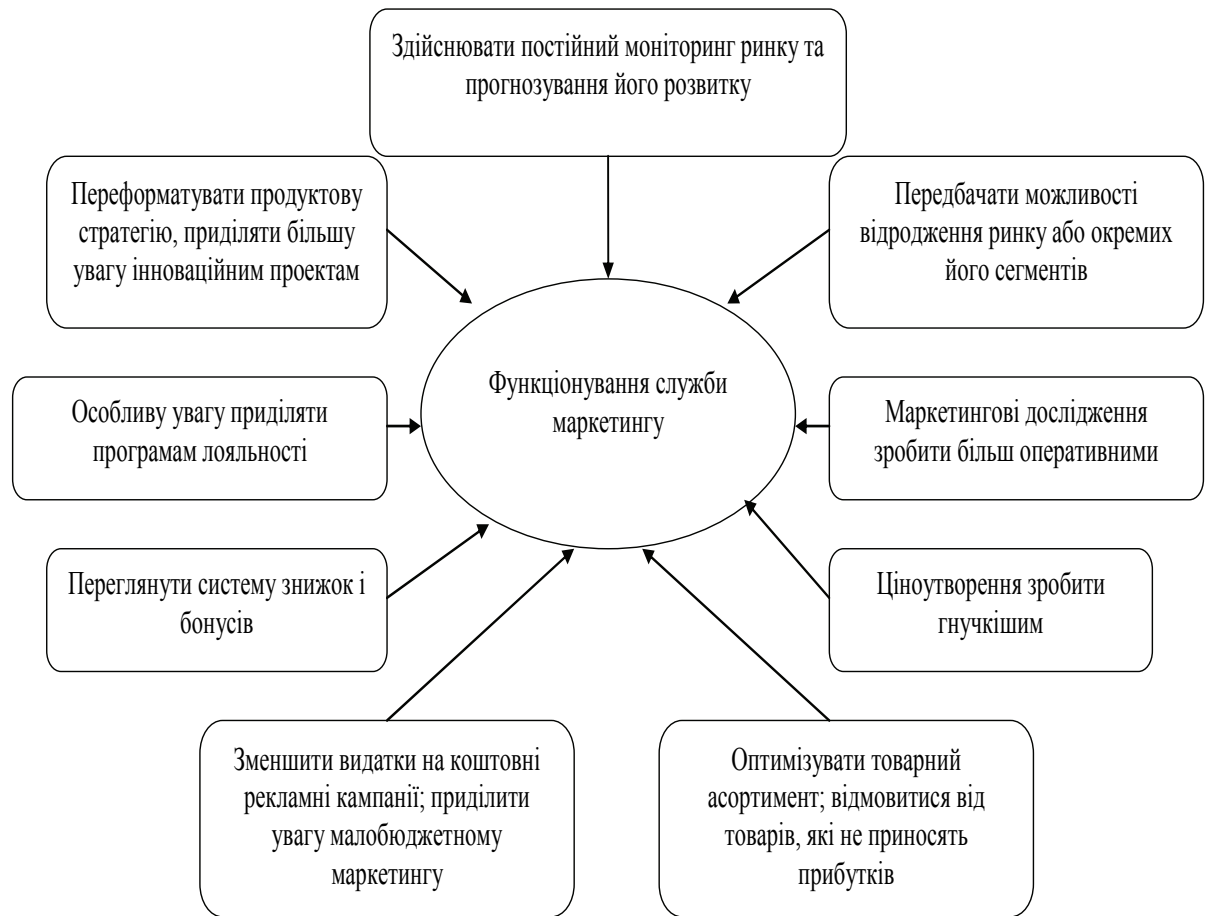 Здійснювати постійний моніторинг ринку та
прогнозування його розвитку
Переформатувати продуктову
стратегію, приділяти більшу
увагу інноваційним проектам
Передбачати можливості
відродження ринку або окремих
його сегментів
Функціонування служби
маркетингу
Особливу увагу приділяти
програмам лояльності
Маркетингові дослідження
зробити більш оперативними
Переглянути систему знижок і
бонусів
Ціноутворення зробити
гнучкішим
Зменшити видатки на коштовні
рекламні кампанії; приділити
увагу малобюджетному
маркетингу
Оптимізувати товарний
асортимент; відмовитися від
товарів, які не приносять
прибутків